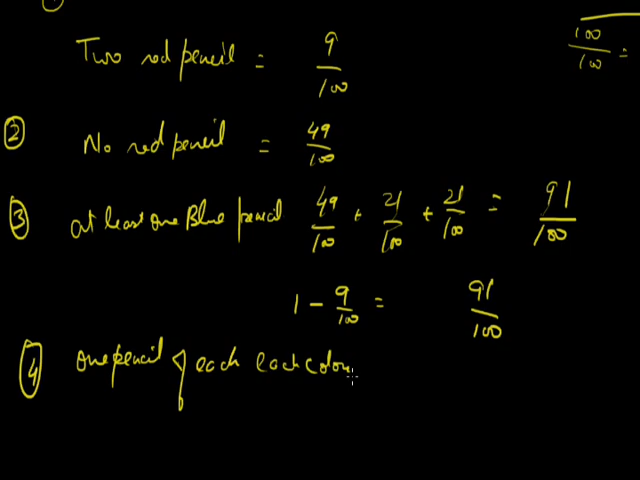 100/100 =
Two red pencil = 9/100
② No red pencil = 49/100
③ at least one Blue pencil 49/100 + 21/100 + 21/100 = 91/100
1 - 9/100 = 91/100
④ one pencil of each each colou